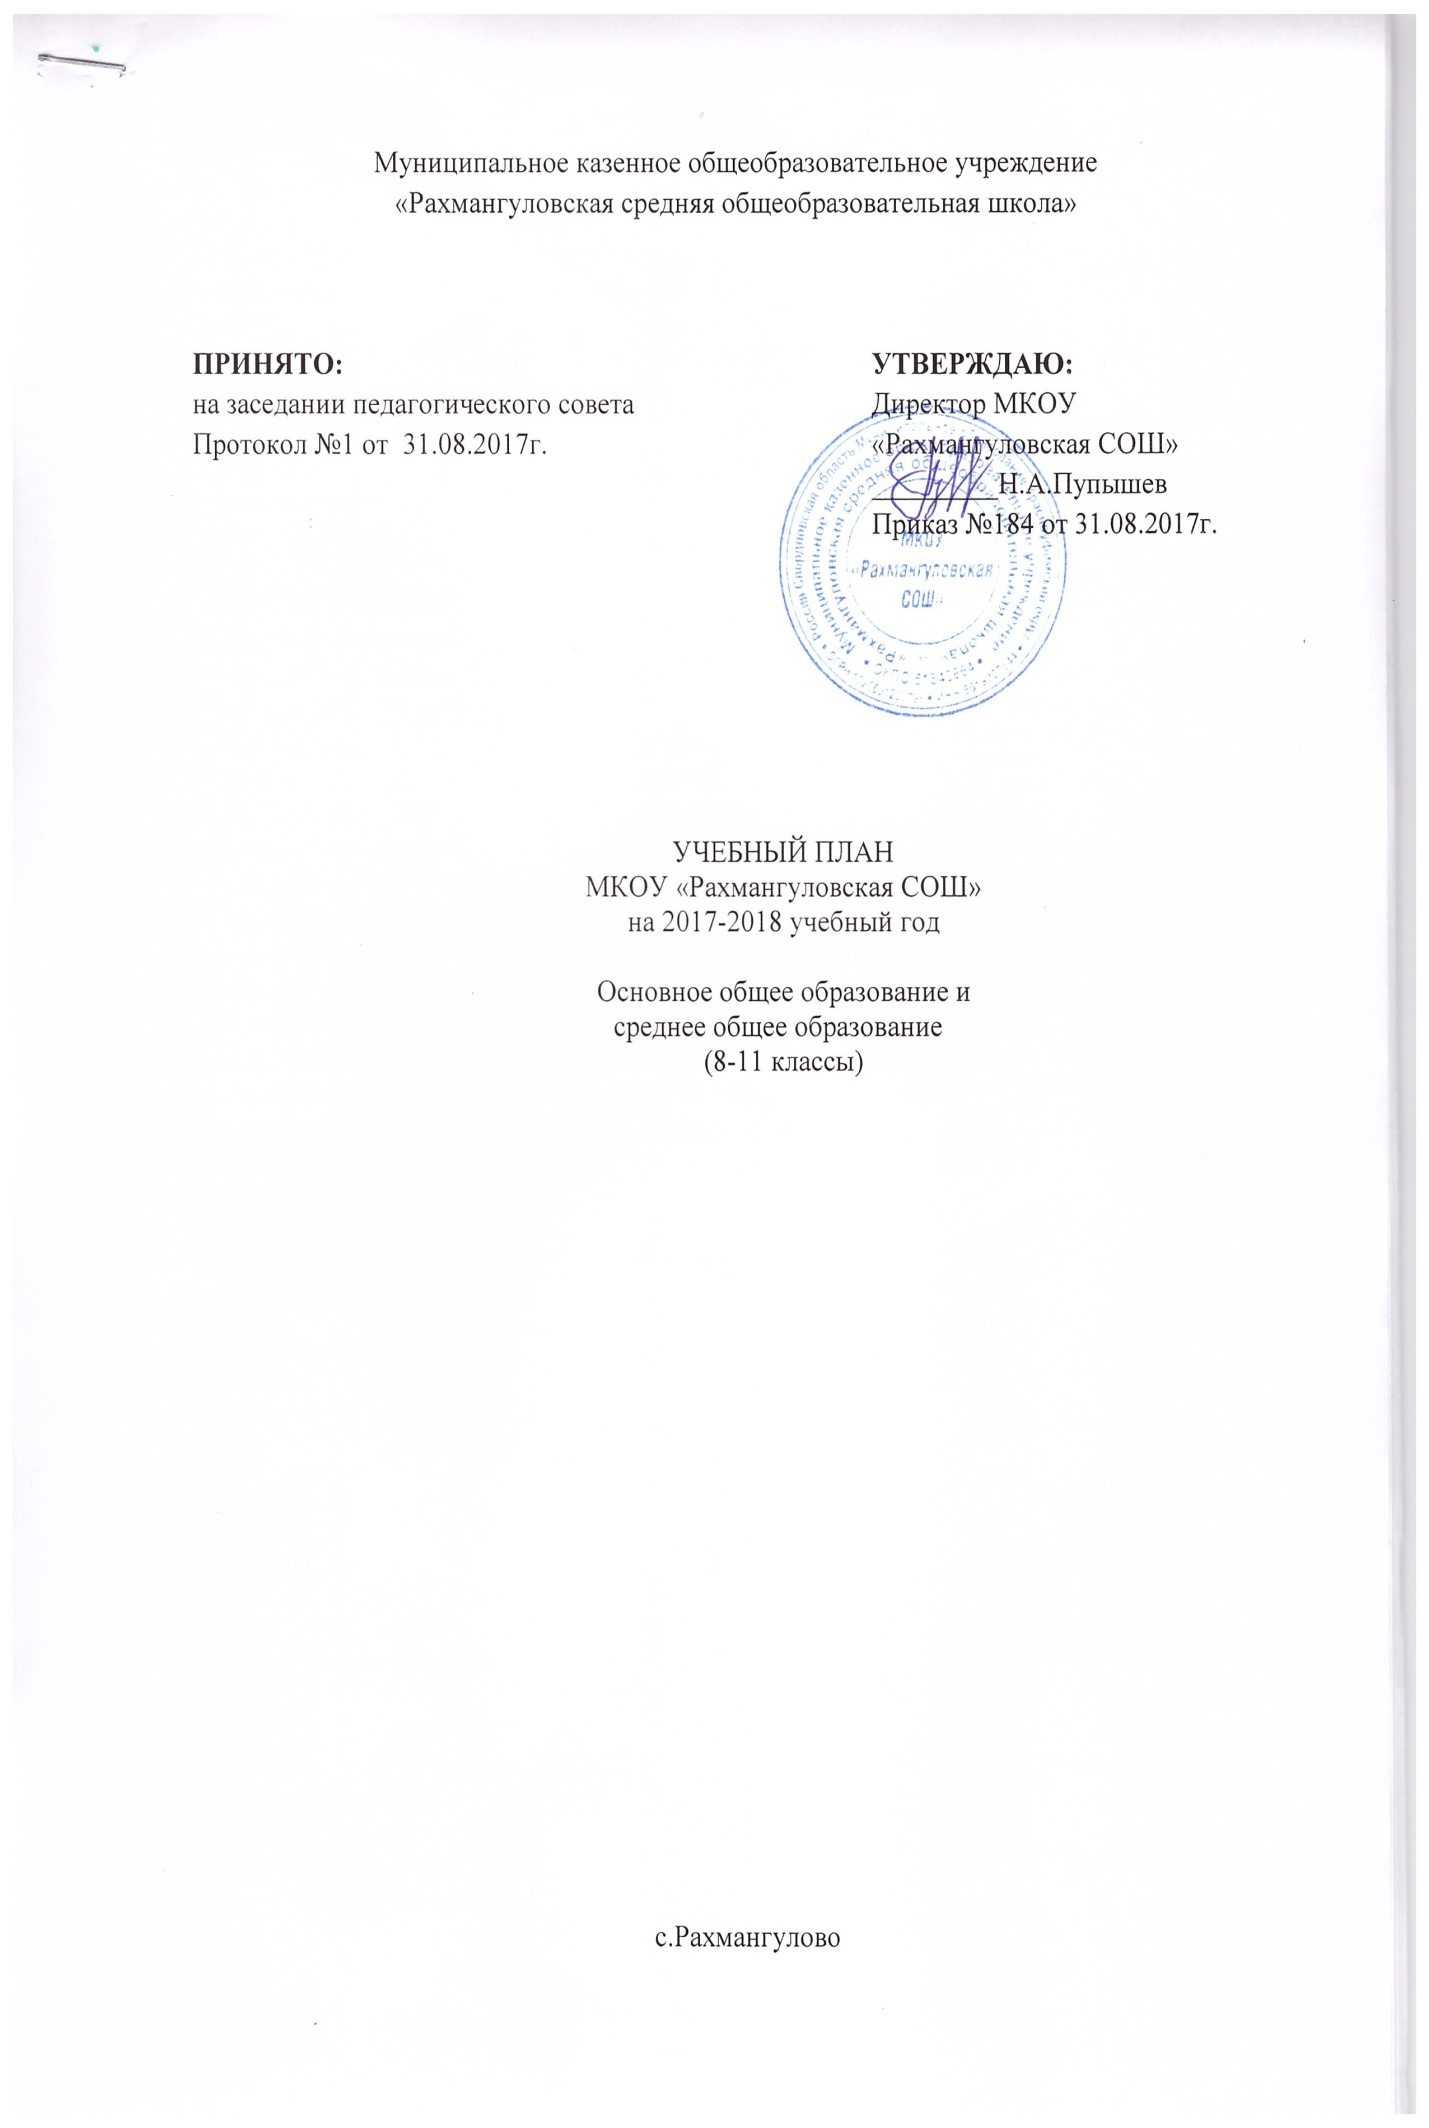 Муниципальное казенное общеобразовательное учреждение
«Рахмангуловская средняя общеобразовательная школа»
ПРИНЯТО:
на заседании педагогического совета
Протокол №1 от  31.08.2017г.
УТВЕРЖДАЮ:
Директор МКОУ
«Рахмангуловская СОШ»
_________Н.А.Пупышев
Приказ №184 от 31.08.2017г.
МКОУ
«Рахмангуловская
СОШ»
УЧЕБНЫЙ ПЛАН
МКОУ «Рахмангуловская СОШ»
на 2017-2018 учебный год
Основное общее образование и
среднее общее образование
(8-11 классы)
с.Рахмангулово